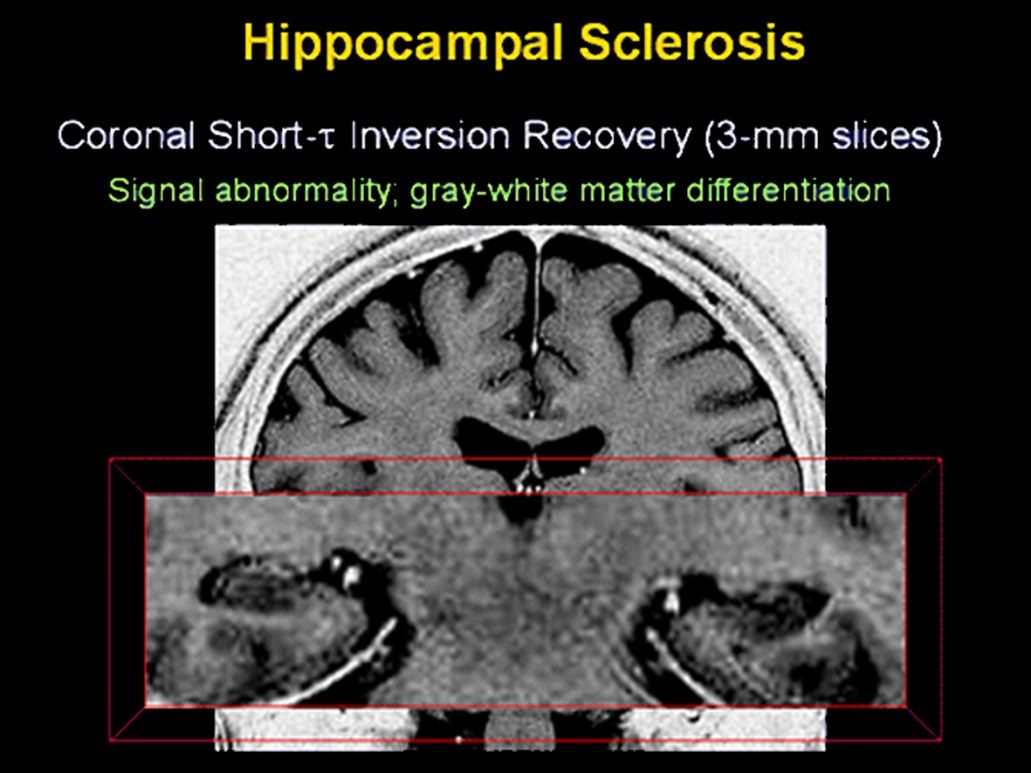 Hippocampal Sclerosis
Coronal Short-τ Inversion Recovery (3-mm slices)
Signal abnormality; gray-white matter differentiation